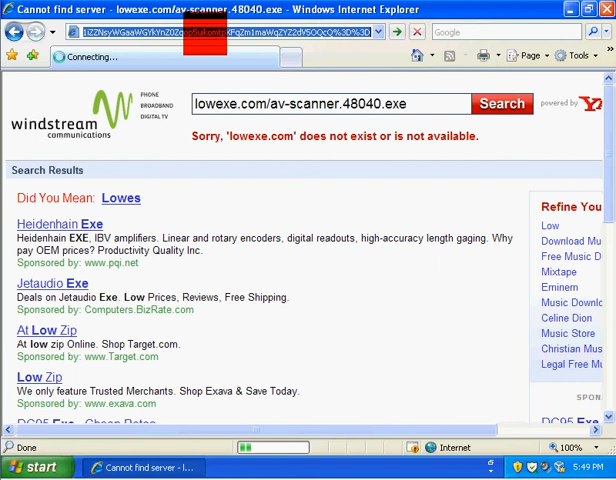 Cannot find server - lowexe.com/av-scanner.48040.exe - Windows Internet Explorer
Google
Connecting...
Page
Tools
windstream
communications
PHONE
BROADBAND
DIGITAL TV
lowexe.com/av-scanner.48040.exe
Search
powered by
Sorry, 'lowexe.com' does not exist or is not available.
Search Results
Did You Mean: Lowes
Heidenhain Exe
Heidenhain EXE, IBV amplifiers. Linear and rotary encoders, digital readouts, high-accuracy length gaging. Why
pay OEM prices? Productivity Quality Inc.
Sponsored by: www.pqi.net
Jetaudio Exe
Deals on Jetaudio Exe. Low Prices, Reviews, Free Shipping.
Sponsored by: Computers.BizRate.com
At Low Zip
At low zip Online. Shop Target.com.
Sponsored by: www.Target.com
Low Zip
We only feature Trusted Merchants. Shop Exava & Save Today.
Sponsored by: www.exava.com
Refine You
Low
Download Mu
Free Music D
Mixtape
Eminem
Music Downlo
Celine Dion
Music Store
Christian Mus
Legal Free Mu
SPON
Done
Internet
100%
start
Cannot find server - l...
5:49 PM